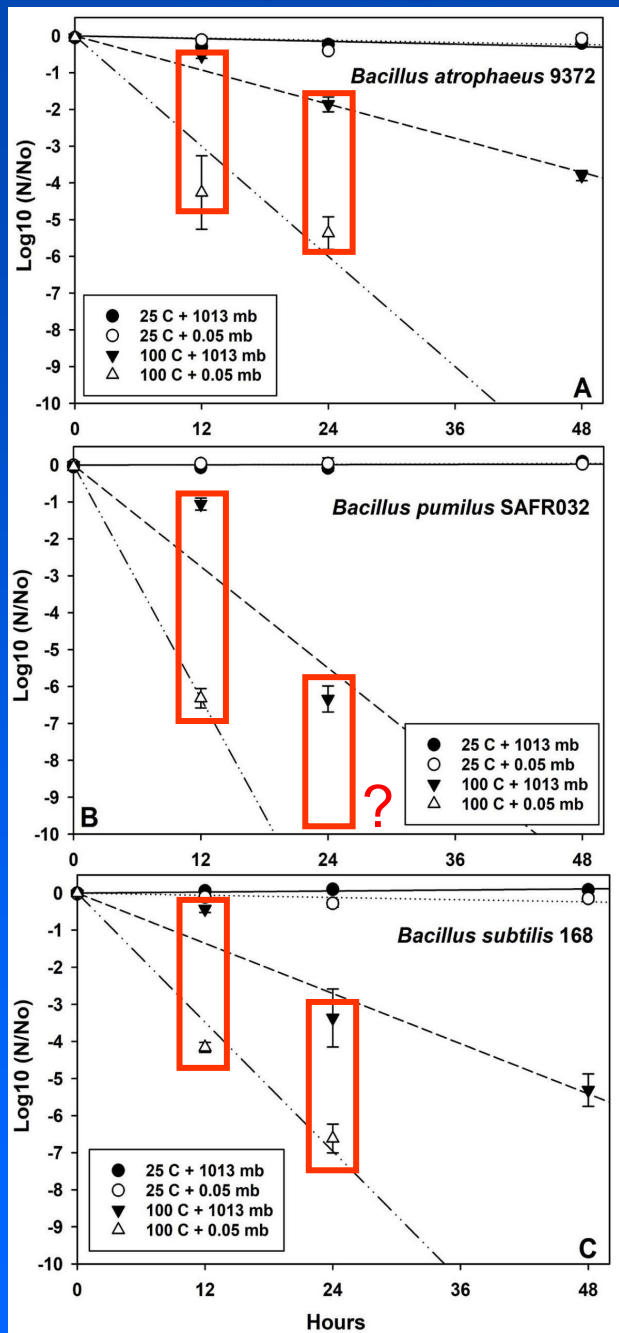 0
-1
-2
-3
-4
-5
-6
-7
-8
-9
-10
Log10 (N/No)
Bacillus atrophaeus 9372
25 C + 1013 mb
25 C + 0.05 mb
100 C + 1013 mb
100 C + 0.05 mb
A
0 12 24 36 48
0
-1
-2
-3
-4
-5
-6
-7
-8
-9
-10
Log10 (N/No)
Bacillus pumilus SAFR032
25 C + 1013 mb
25 C + 0.05 mb
100 C + 1013 mb
100 C + 0.05 mb
?
B
0 12 24 36 48
0
-1
-2
-3
-4
-5
-6
-7
-8
-9
-10
Log10 (N/No)
Bacillus subtilis 168
25 C + 1013 mb
25 C + 0.05 mb
100 C + 1013 mb
100 C + 0.05 mb
C
0 12 24 36 48
Hours